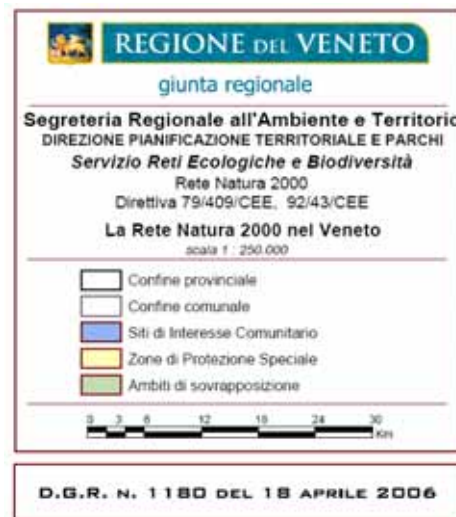 REGIONE DEL VENETO
giunta regionale
Segreteria Regionale all'Ambiente e Territorio
DIREZIONE PIANIFICAZIONE TERRITORIALE E PARCHI
Servizio Reti Ecologiche e Biodiversità
Rete Natura 2000
Direttiva 79/409/CEE, 92/43/CEE
La Rete Natura 2000 nel Veneto
scala 1 : 250.000
Confine provinciale
Confine comunale
Siti di Interesse Comunitario
Zone di Protezione Speciale
Ambiti di sovrapposizione
0 3 6 12 18 24 30
Km
D.G.R. N. 1180 DEL 18 APRILE 2006